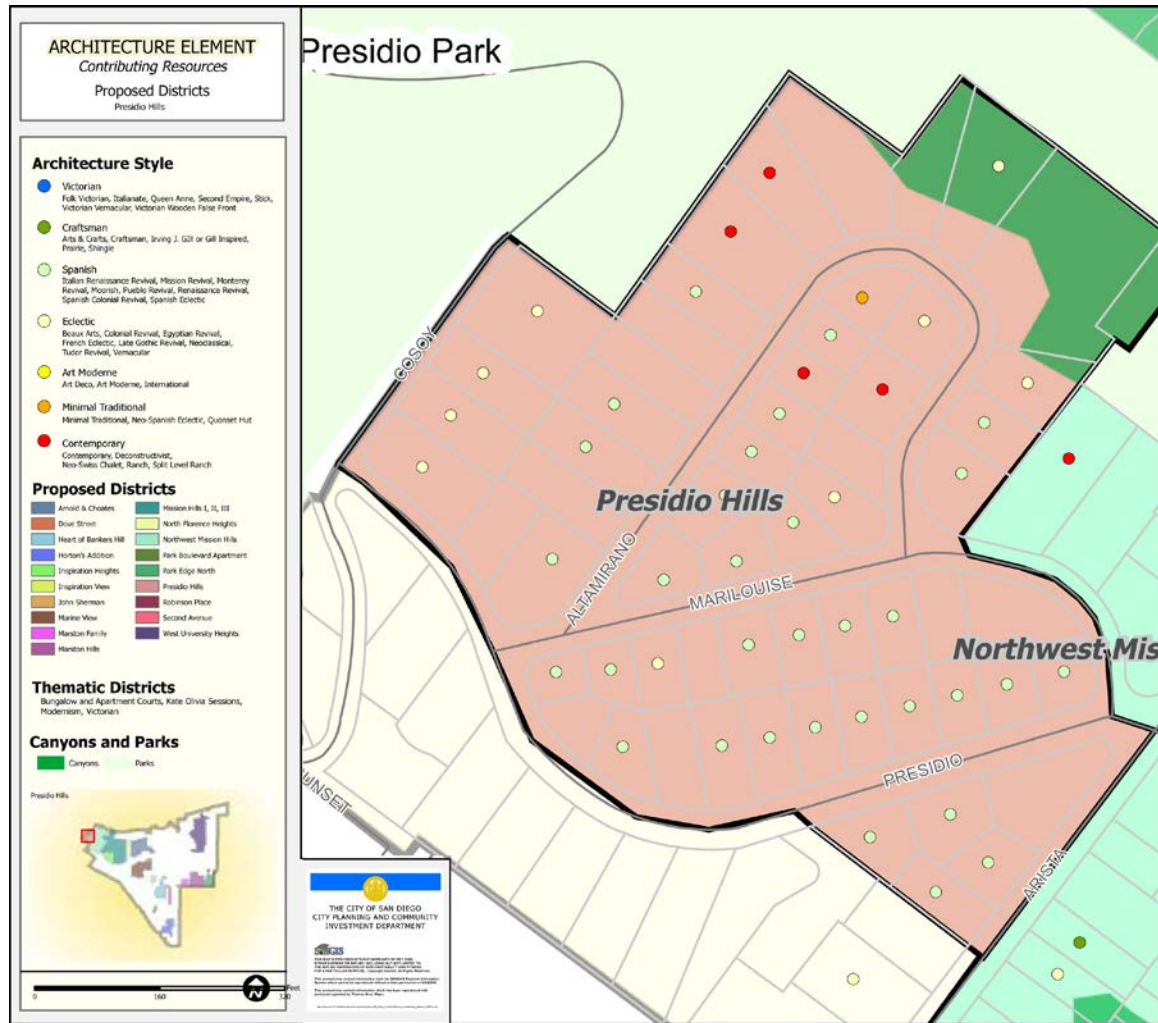 ARCHITECTURE ELEMENT
Contributing Resources
Proposed Districts
Presidio Hills
Architecture Style
Victorian
Folk Victorian, Italianate, Queen Anne, Second Empire, Stick,
Victorian Vernacular, Victorian Wooden False Front
Craftsman
Arts & Crafts, Craftsman, Irving J. Gill or Gill Inspired,
Prairie, Shingle
Spanish
Italian Renaissance Revival, Mission Revival, Monterey
Revival, Moorish, Pueblo Revival, Renaissance Revival,
Spanish Colonial Revival, Spanish Eclectic
Eclectic
Beaux Arts, Colonial Revival, Egyptian Revival,
French Eclectic, Late Gothic Revival, Neoclassical,
Tudor Revival, Vernacular
Art Moderne
Art Deco, Art Moderne, International
Minimal Traditional
Minimal Traditional, Neo-Spanish Eclectic, Quonset Hut
Contemporary
Contemporary, Deconstructivist,
Neo-Swiss Chalet, Ranch, Split Level Ranch
Proposed Districts
Arnold & Choates
Dove Street
Heart of Bankers Hill
Horton's Addition
Inspiration Heights
Inspiration View
John Sherman
Marine View
Marston Family
Marston Hills
Mission Hills I, II, III
North Florence Heights
Northwest Mission Hills
Park Boulevard Apartment
Park Edge North
Presidio Hills
Robinson Place
Second Avenue
West University Heights
Thematic Districts
Bungalow and Apartment Courts, Kate Olivia Sessions,
Modernism, Victorian
Canyons and Parks
Canyons
Parks
Presidio Hills
Feet
0 160 320
N
Presidio Park
COSOY
Presidio Hills
ALTAMIRANO
MARILOUISE
Northwest Mis
PRESIDIO
SUNSET
ARISTA
THE CITY OF SAN DIEGO
CITY PLANNING AND COMMUNITY
INVESTMENT DEPARTMENT